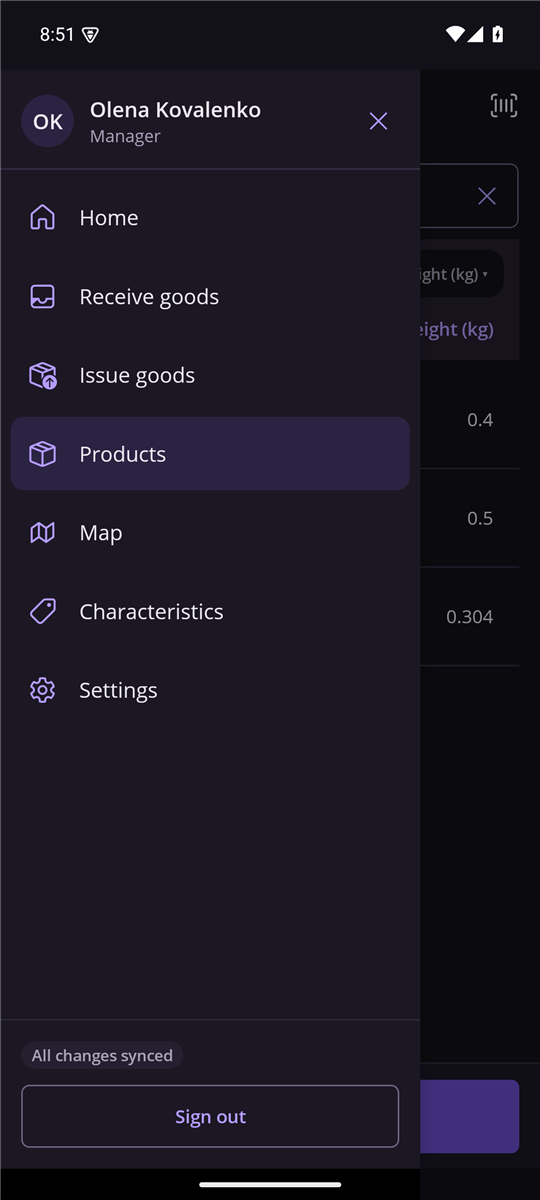 8:51
OK
Olena Kovalenko
Manager
Home
Receive goods
Issue goods
Products
Map
Characteristics
Settings
ight (kg)
eight (kg)
0.4
0.5
0.304
All changes synced
Sign out